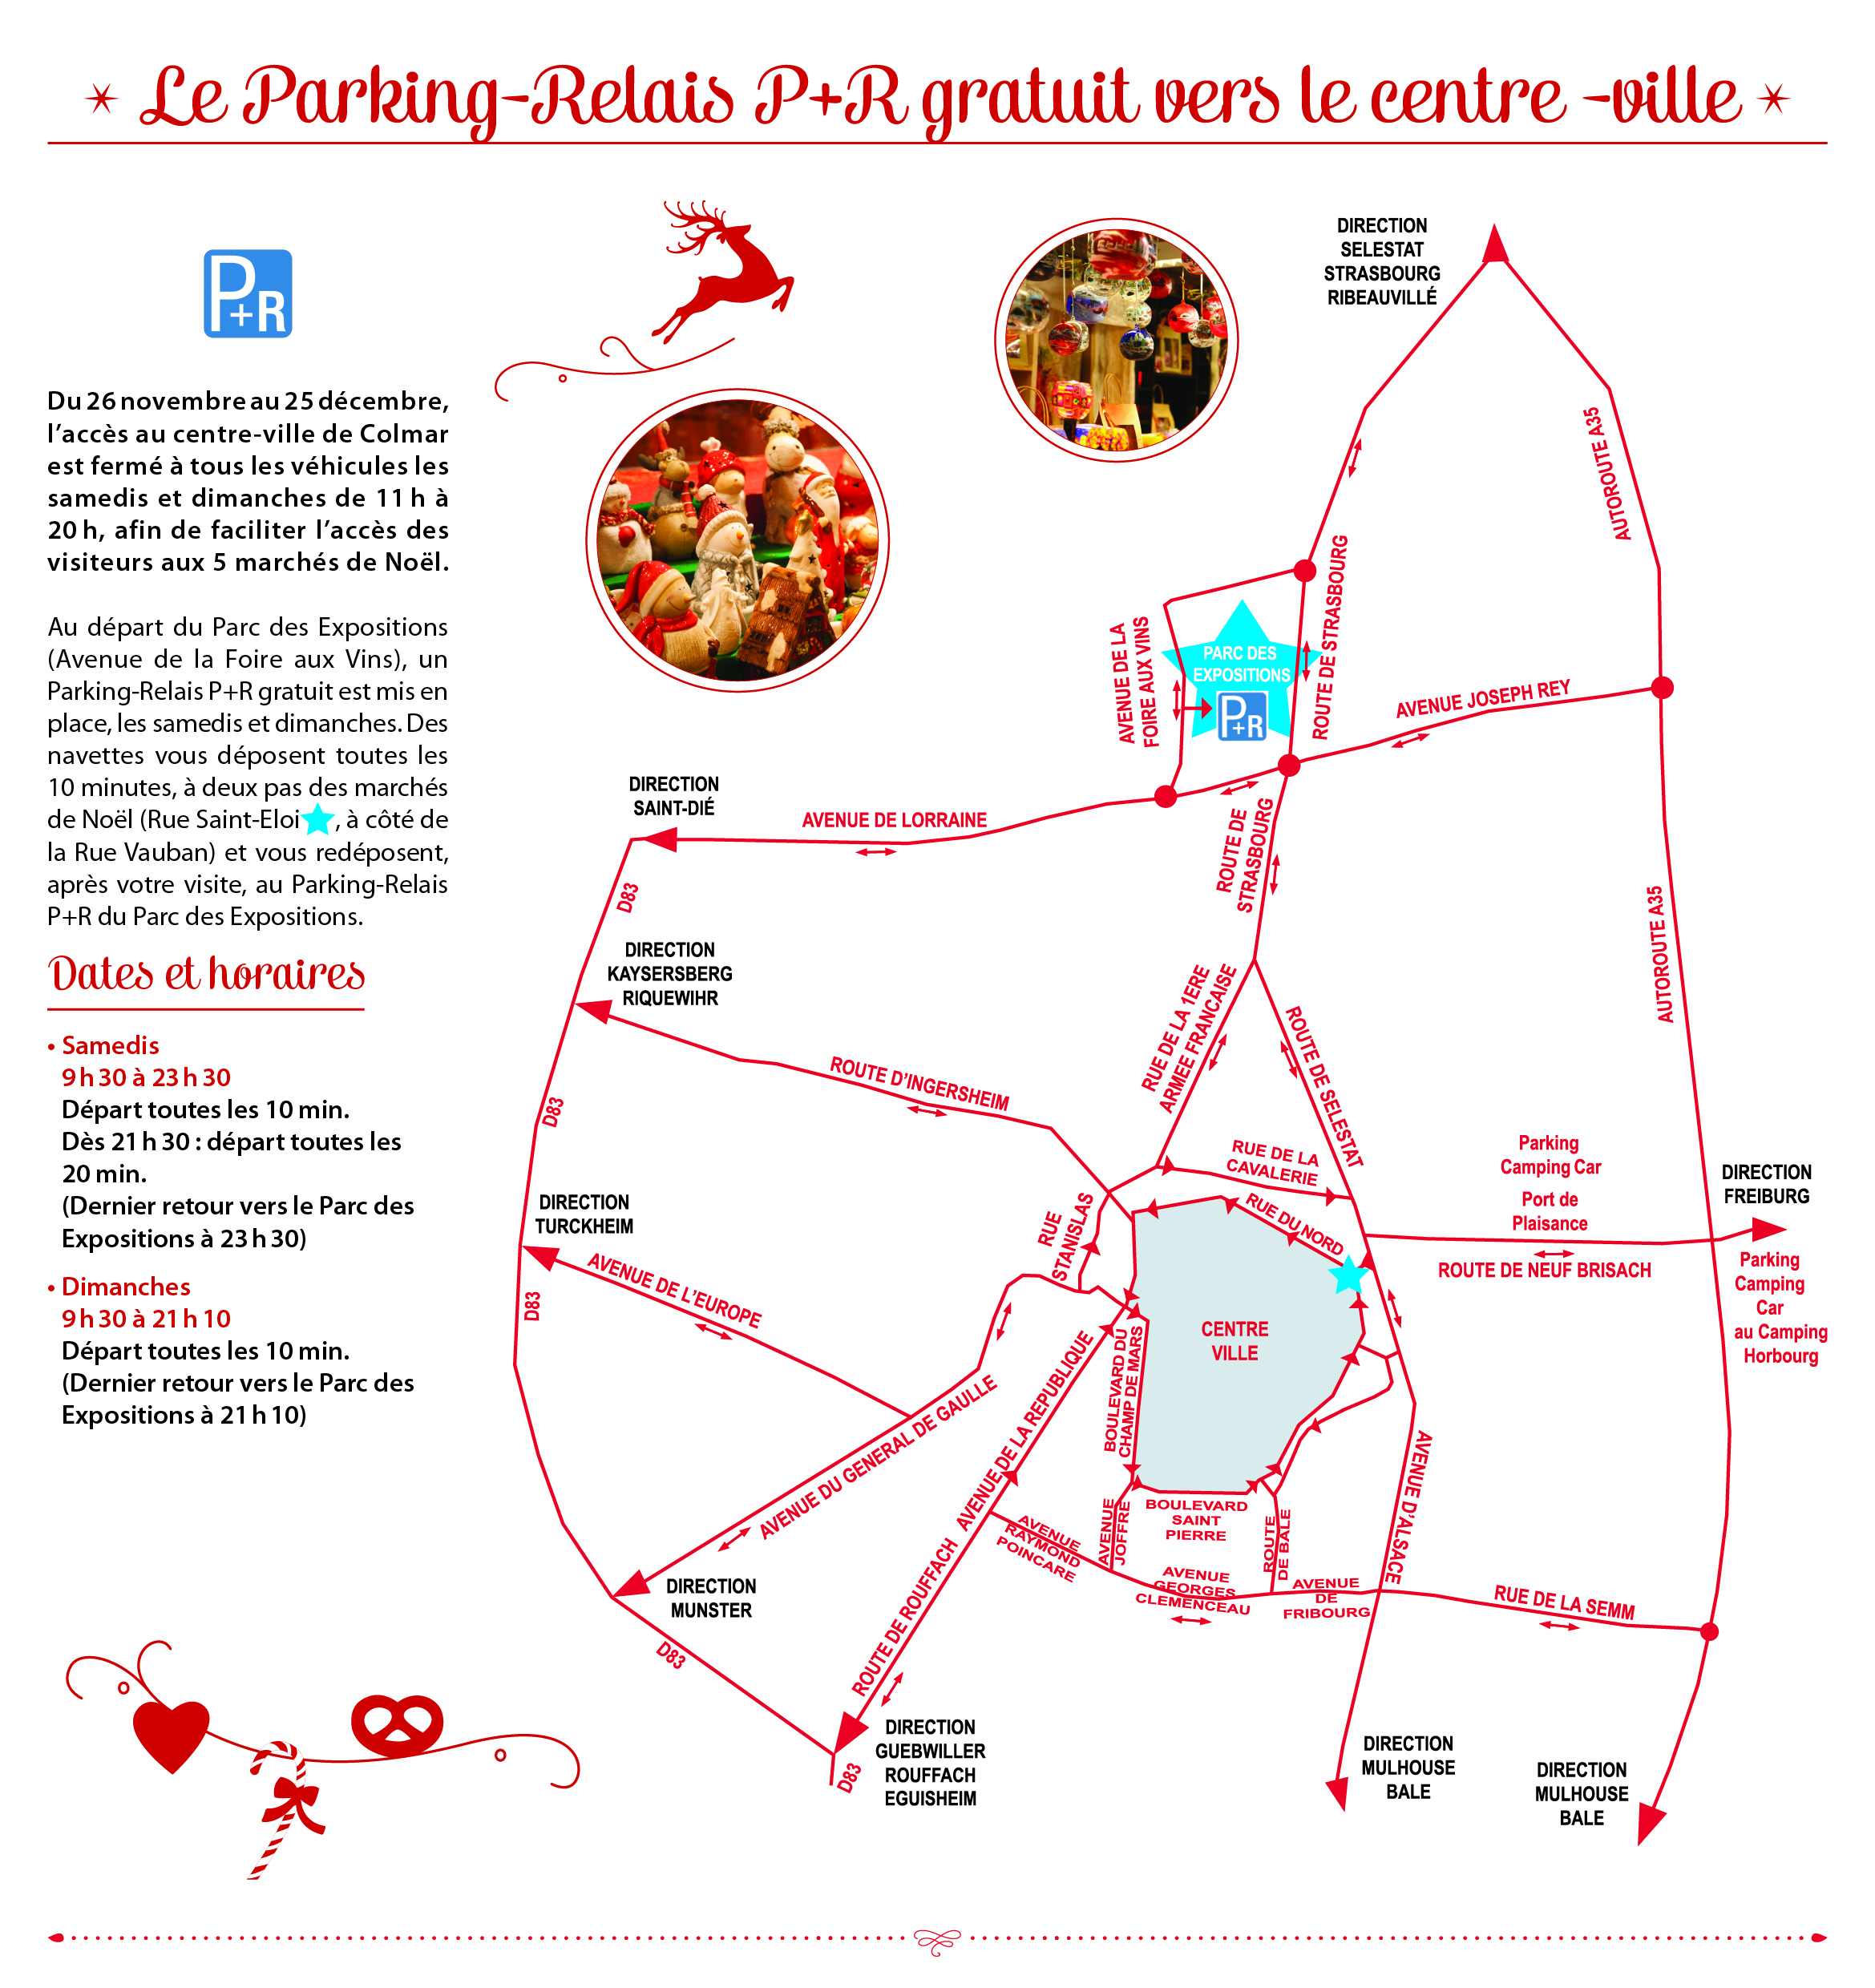 Le Parking-Relais P+R gratuit vers le centre -ville
P+R
Du 26 novembre au 25 décembre,
l’accès au centre-ville de Colmar
est fermé à tous les véhicules les
samedis et dimanches de 11 h à
20 h, afin de faciliter l’accès des
visiteurs aux 5 marchés de Noël.
Au départ du Parc des Expositions
(Avenue de la Foire aux Vins), un
Parking-Relais P+R gratuit est mis en
place, les samedis et dimanches. Des
navettes vous déposent toutes les
10 minutes, à deux pas des marchés
de Noël (Rue Saint-Eloi , à côté de
la Rue Vauban) et vous redéposent,
après votre visite, au Parking-Relais
P+R du Parc des Expositions.
Dates et horaires
• Samedis
9 h 30 à 23 h 30
Départ toutes les 10 min.
Dès 21 h 30 : départ toutes les
20 min.
(Dernier retour vers le Parc des
Expositions à 23 h 30)
• Dimanches
9 h 30 à 21 h 10
Départ toutes les 10 min.
(Dernier retour vers le Parc des
Expositions à 21 h 10)
DIRECTION
SELESTAT
STRASBOURG
RIBEAUVILLÉ
AUTOROUTE A35
ROUTE DE STRASBOURG
AVENUE DE LA
FOIRE AUX VINS
PARC DES
EXPOSITIONS
P+R
AVENUE JOSEPH REY
DIRECTION
SAINT-DIÉ
AVENUE DE LORRAINE
ROUTE DE
STRASBOURG
D83
AUTOROUTE A35
DIRECTION
KAYSERSBERG
RIQUEWIHR
ROUTE D’INGERSHEIM
RUE DE LA 1ERE
ARMEE FRANCAISE
ROUTE DE SELESTAT
D83
RUE DE LA
CAVALERIE
Parking
Camping Car
Port de
Plaisance
DIRECTION
FREIBURG
DIRECTION
TURCKHEIM
RUE
STANISLAS
RUE DU NORD
ROUTE DE NEUF BRISACH
Parking
Camping
Car
au Camping
Horbourg
AVENUE DE L’EUROPE
D83
CENTRE
VILLE
BOULEVARD DU
CHAMP DE MARS
AVENUE DE LA REPUBLIQUE
AVENUE DU GENERAL DE GAULLE
AVENUE D’ALSACE
BOULEVARD
SAINT
PIERRE
AVENUE
JOFFRE
ROUTE
DE BALE
AVENUE
RAYMOND
POINCARE
AVENUE
GEORGES
CLEMENCEAU
AVENUE
DE
FRIBOURG
RUE DE LA SEMM
DIRECTION
MUNSTER
D83
ROUTE DE ROUFFACH
DIRECTION
GUEBWILLER
ROUFFACH
EGUISHEIM
D83
DIRECTION
MULHOUSE
BALE
DIRECTION
MULHOUSE
BALE